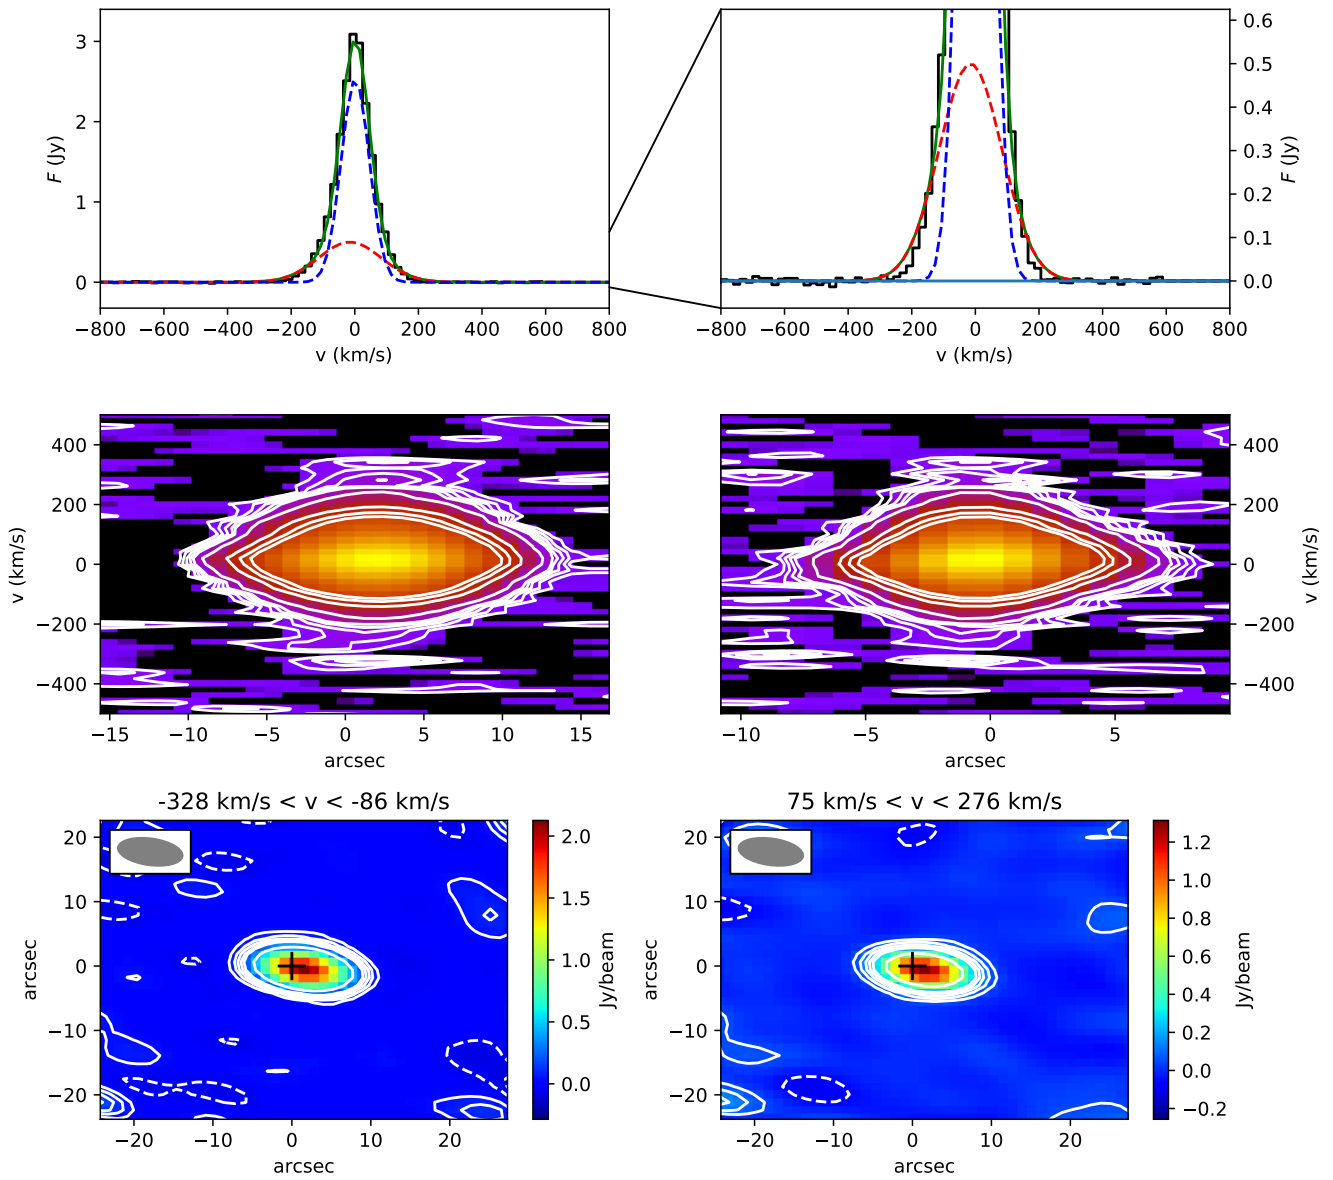 3
2
1
0
F (Jy)
−800 −600 −400 −200 0 200 400 600 800
v (km/s)
0.6
0.5
0.4
0.3
0.2
0.1
0.0
F (Jy)
−800 −600 −400 −200 0 200 400 600 800
v (km/s)
400
200
0
−200
−400
v (km/s)
−15 −10 −5 0 5 10 15
arcsec
400
200
0
−200
−400
v (km/s)
−10 −5 0 5
arcsec
-328 km/s < v < -86 km/s
20
10
0
−10
−20
arcsec
−20 −10 0 10 20
arcsec
2.0
1.5
1.0
0.5
0.0
Jy/beam
75 km/s < v < 276 km/s
20
10
0
−10
−20
arcsec
−20 −10 0 10 20
arcsec
1.2
1.0
0.8
0.6
0.4
0.2
0.0
−0.2
Jy/beam